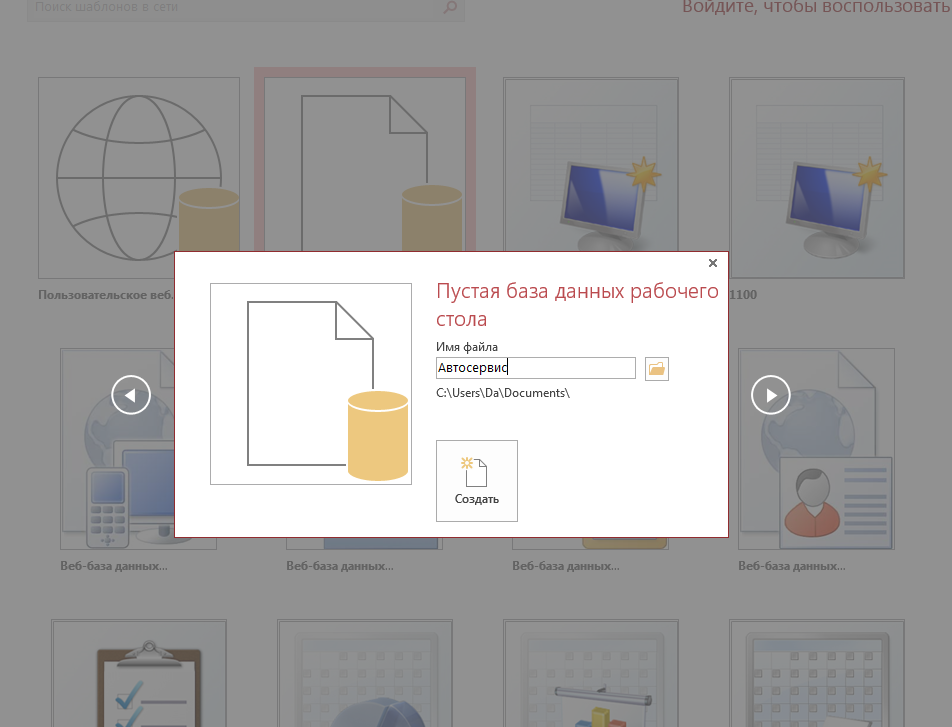 Поиск шаблонов в сети
Войдите, чтобы воспользовать
Пользовательское веб.
1100
Пустая база данных рабочего
стола
Имя файла
Автосервис
C:\Users\Da\Documents\
Создать
Веб-база данных...
Веб-база данных...
Веб-база данных...
Веб-база данных...